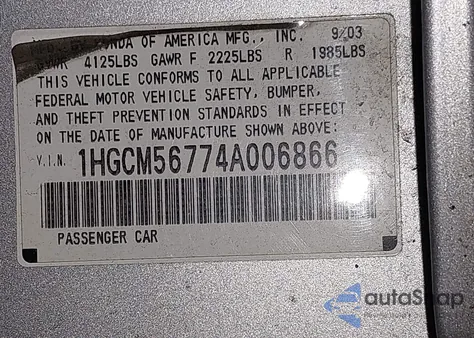 HONDA OF AMERICA MFG., INC. 9/03
GVWR 4125LBS GAWR F 2225LBS R 1985LBS
THIS VEHICLE CONFORMS TO ALL APPLICABLE
FEDERAL MOTOR VEHICLE SAFETY, BUMPER,
AND THEFT PREVENTION STANDARDS IN EFFECT
ON THE DATE OF MANUFACTURE SHOWN ABOVE.
V.I.N. 1HGCM56774A006866
PASSENGER CAR
autoSnap